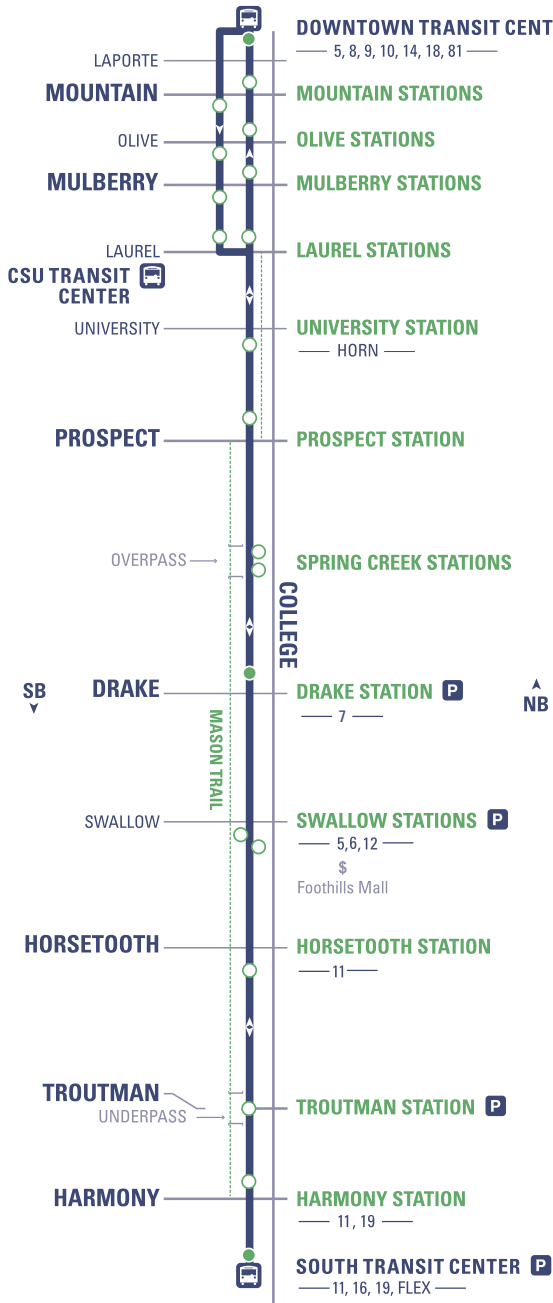 DOWNTOWN TRANSIT CENT
5, 8, 9, 10, 14, 18, 81
LAPORTE
MOUNTAIN
MOUNTAIN STATIONS
OLIVE
OLIVE STATIONS
MULBERRY
MULBERRY STATIONS
LAUREL
LAUREL STATIONS
CSU TRANSIT
CENTER
UNIVERSITY
UNIVERSITY STATION
HORN
PROSPECT
PROSPECT STATION
OVERPASS
SPRING CREEK STATIONS
COLLEGE
SB
DRAKE
DRAKE STATION P
7
NB
MASON TRAIL
SWALLOW
SWALLOW STATIONS P
5,6,12
$
Foothills Mall
HORSETOOTH
HORSETOOTH STATION
11
TROUTMAN
UNDERPASS
TROUTMAN STATION P
HARMONY
HARMONY STATION
11, 19
SOUTH TRANSIT CENTER P
11, 16, 19, FLEX